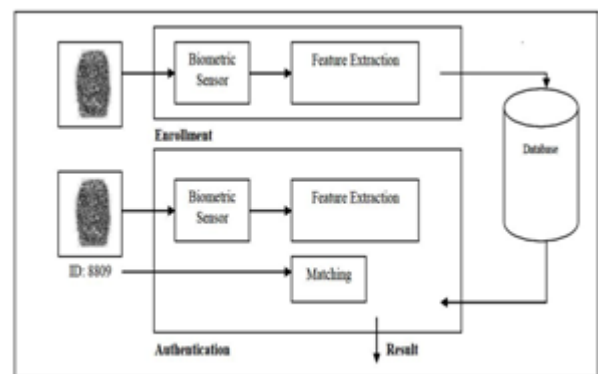 Biometric
Sensor
Feature Extraction
Enrollment
Database
Biometric
Sensor
Feature Extraction
ID: 8809
Matching
Authentication
Result